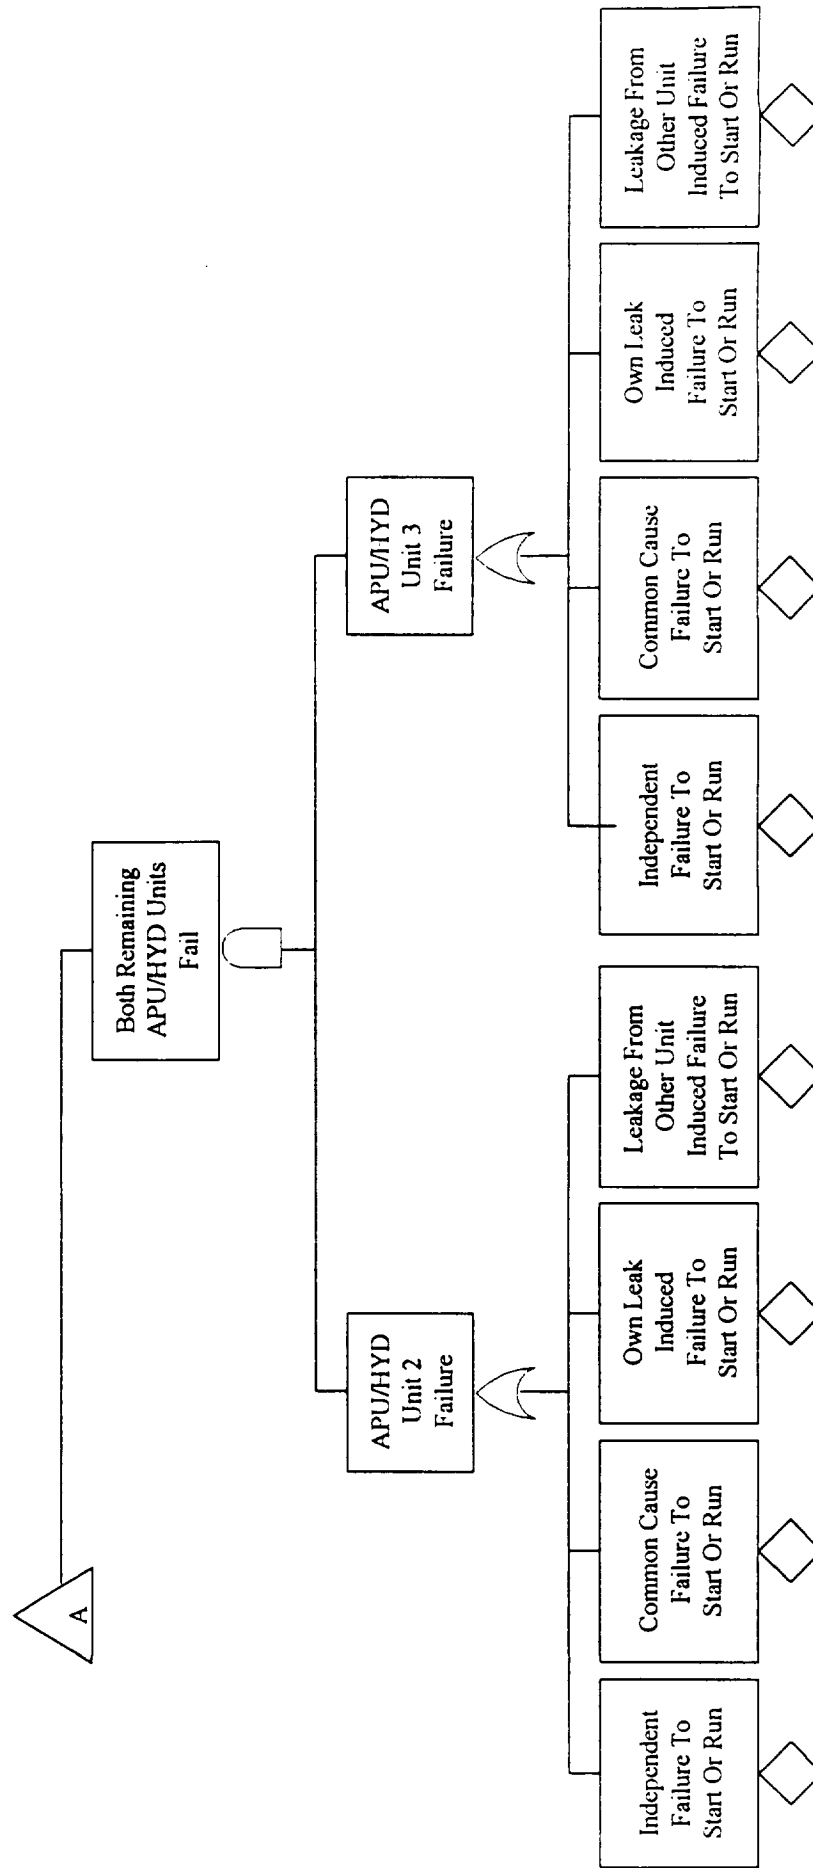 A
Both Remaining
APU/HYD Units
Fail
APU/HYD
Unit 2
Failure
APU/HYD
Unit 3
Failure
Independent
Failure To
Start Or Run
Common Cause
Failure To
Start Or Run
Own Leak
Induced
Failure To
Start Or Run
Leakage From
Other Unit
Induced Failure
To Start Or Run
Independent
Failure To
Start Or Run
Common Cause
Failure To
Start Or Run
Own Leak
Induced
Failure To
Start Or Run
Leakage From
Other Unit
Induced Failure
To Start Or Run